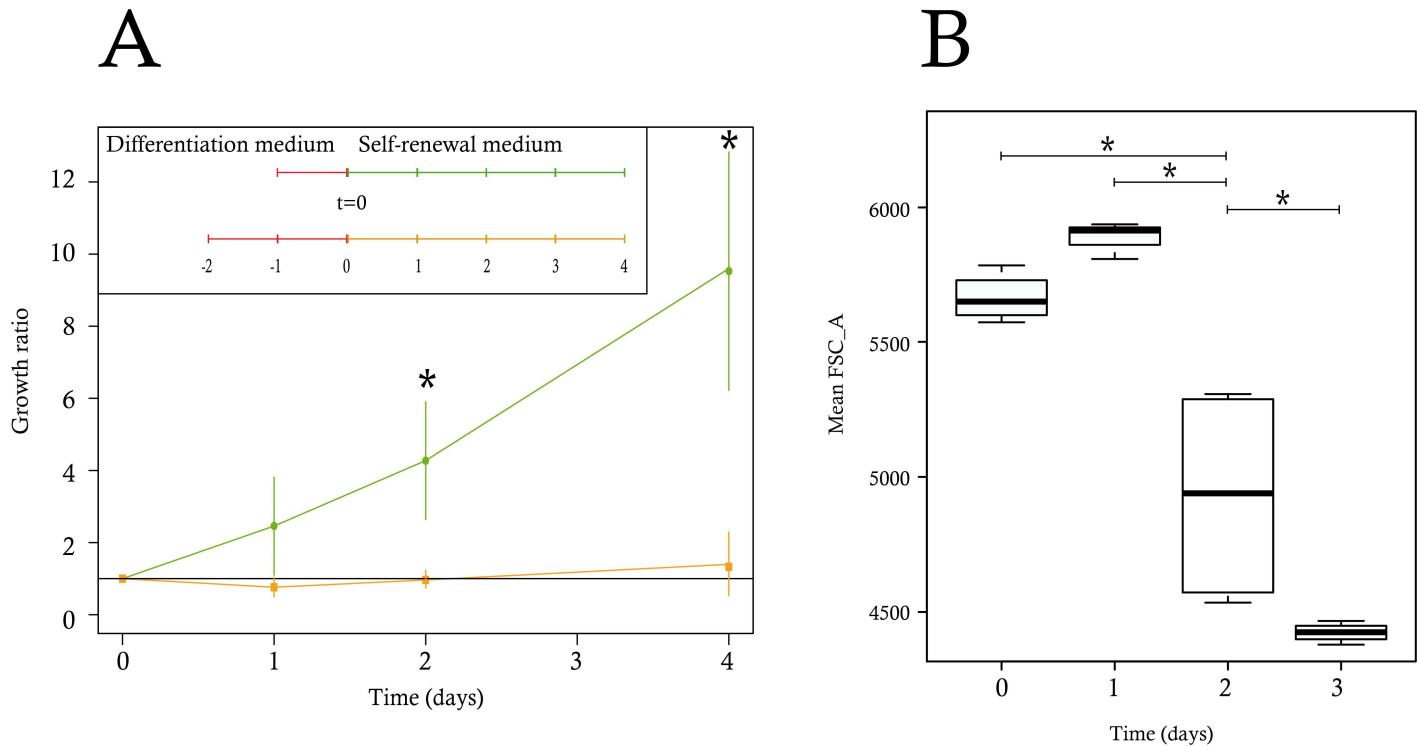 A
Differentiation medium Self-renewal medium
t=0
-2 -1 0 1 2 3 4
*
*
12
10
8
6
4
2
0
Growth ratio
0 1 2 3 4
Time (days)
B
*
*
*
6000
5500
5000
4500
Mean FSC_A
0 1 2 3
Time (days)